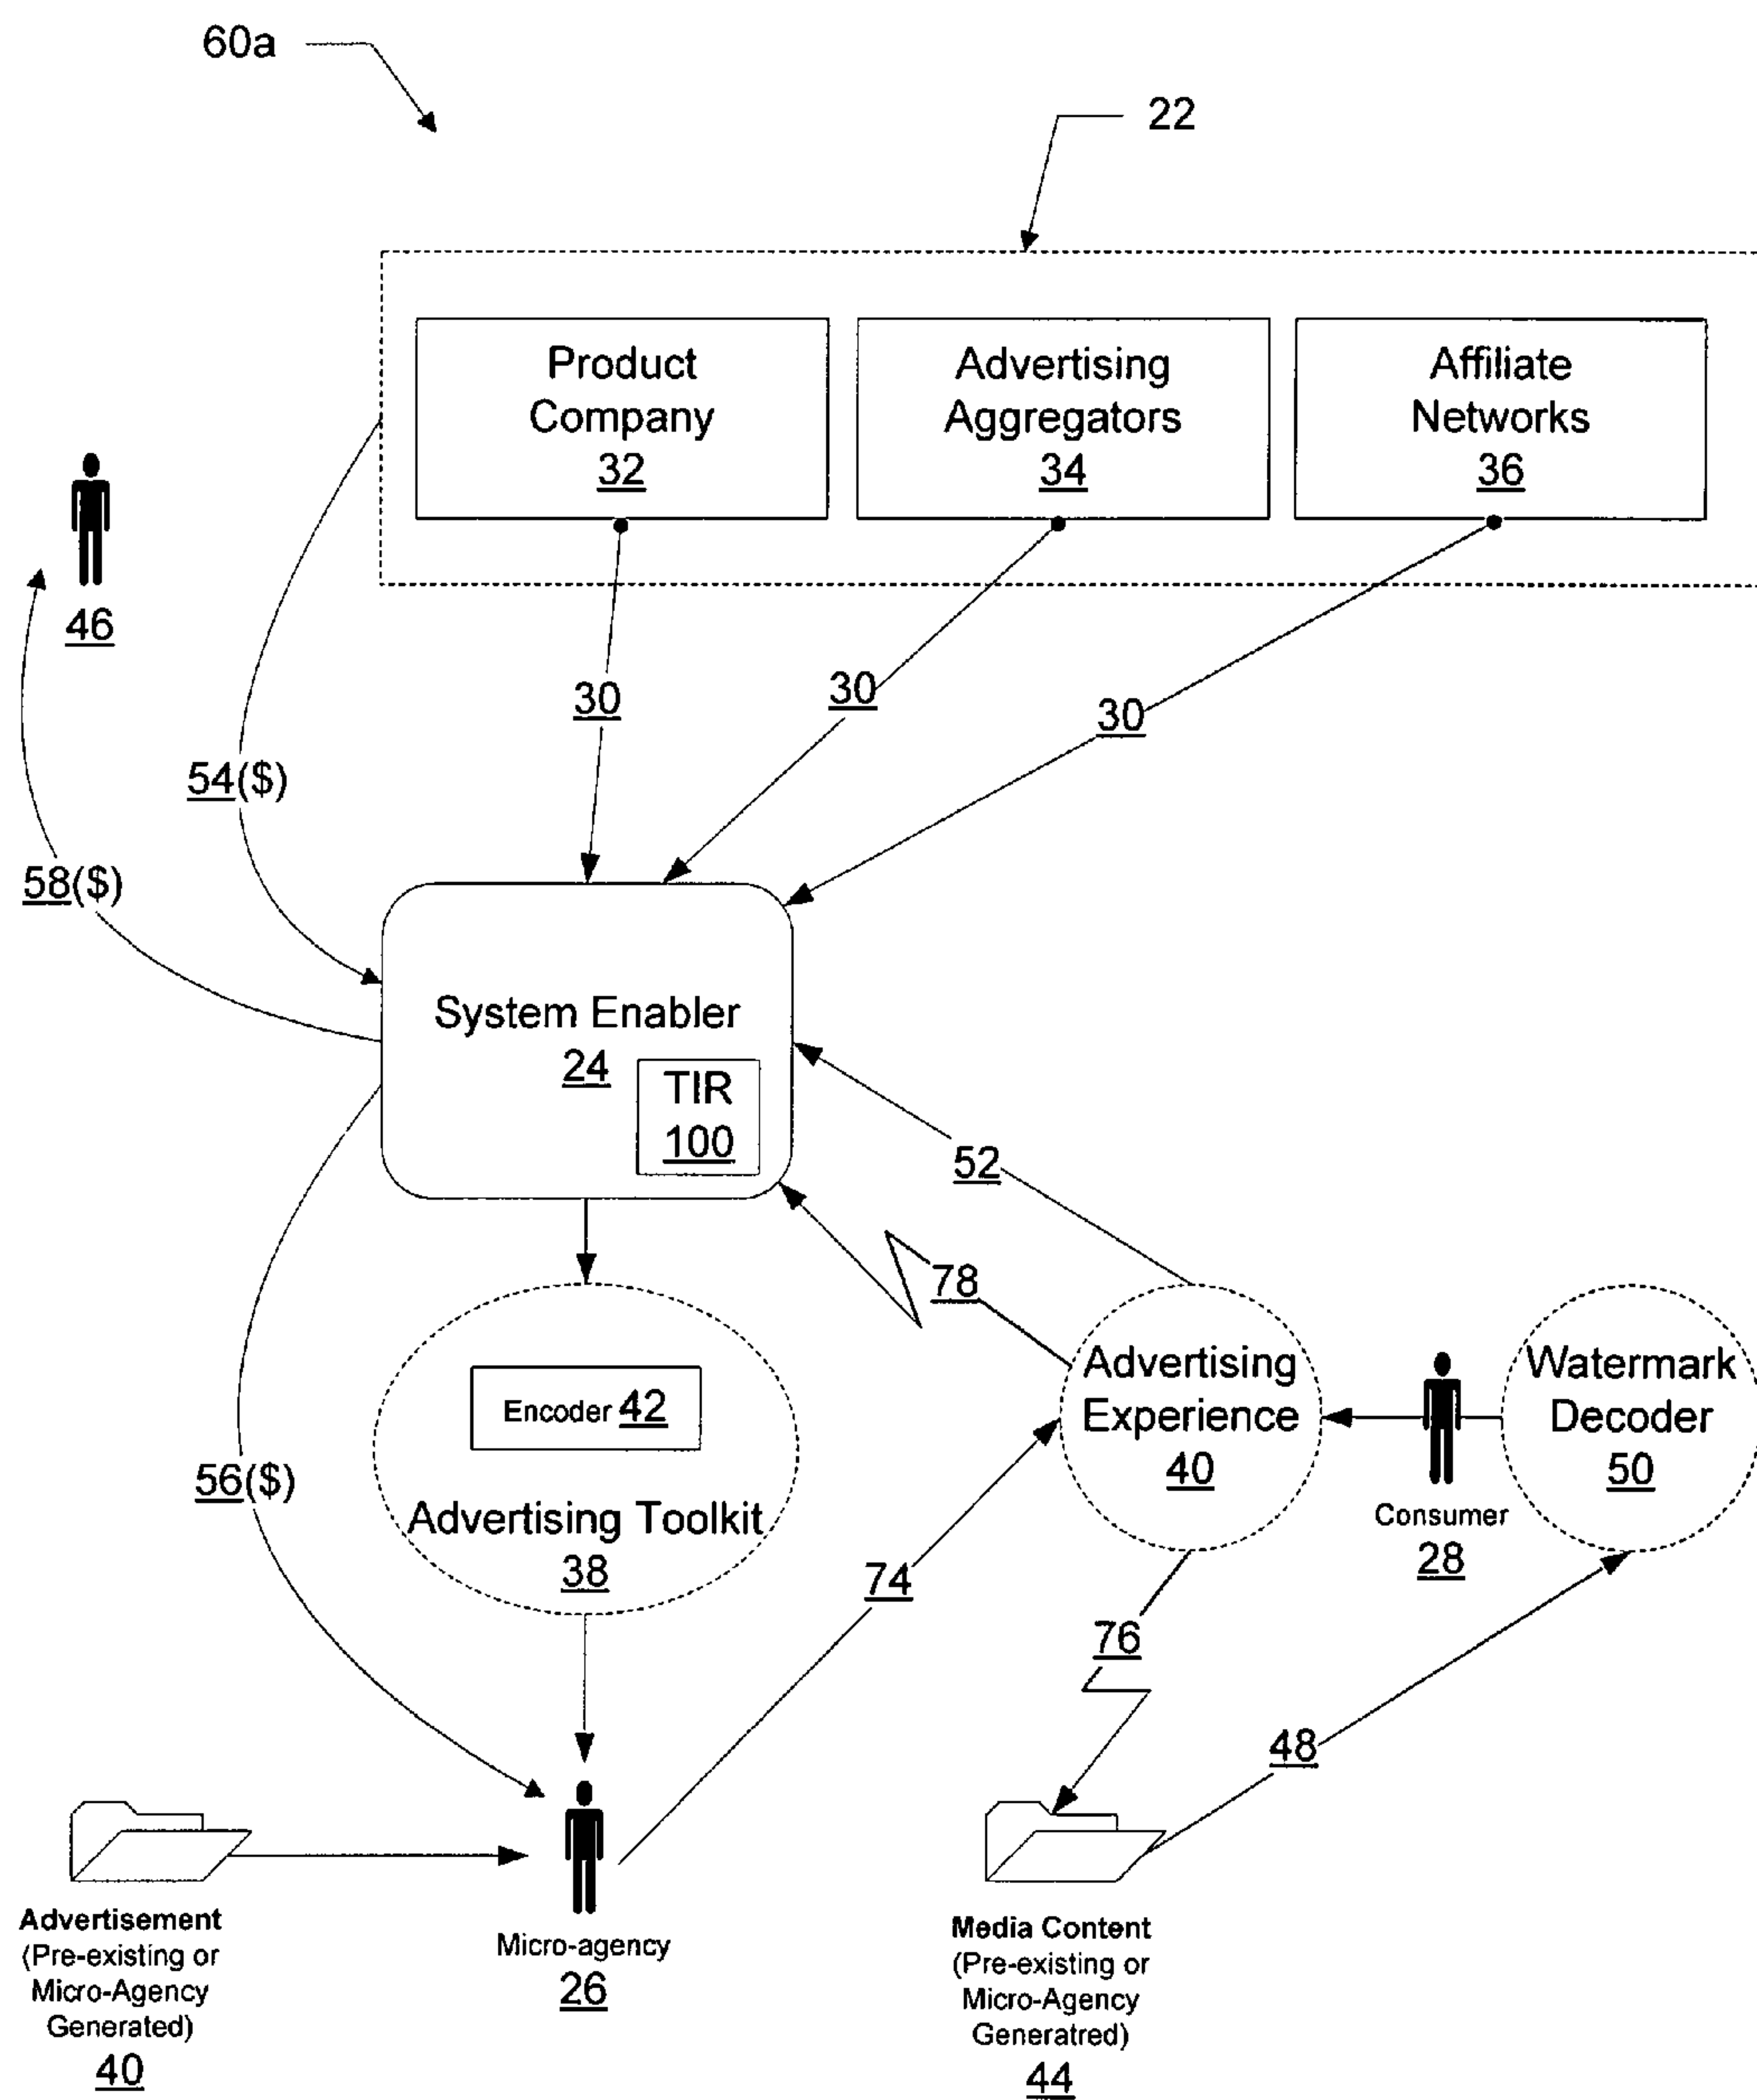 60a
22
Product
Company
32
Advertising
Aggregators
34
Affiliate
Networks
36
46
30
30
30
54($)
58($)
System Enabler
24
TIR
100
52
78
Encoder 42
Advertising Toolkit
38
Advertising
Experience
40
Consumer
28
Watermark
Decoder
50
56($)
74
76
48
Advertisement
(Pre-existing or
Micro-Agency
Generated)
40
Micro-agency
26
Media Content
(Pre-existing or
Micro-Agency
Generatred)
44